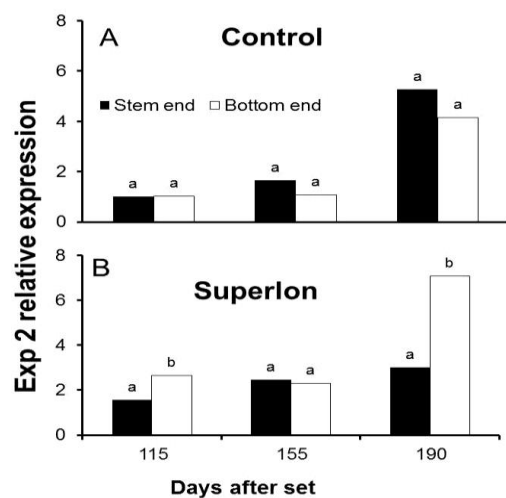 8
A
Control
6
Stem end
Bottom end
a
a
4
a
a
2
a
a
0
8
B
Superlon
b
6
4
b
a
a
a
2
a
0
115
155
190
Days after set
Exp 2 relative expression